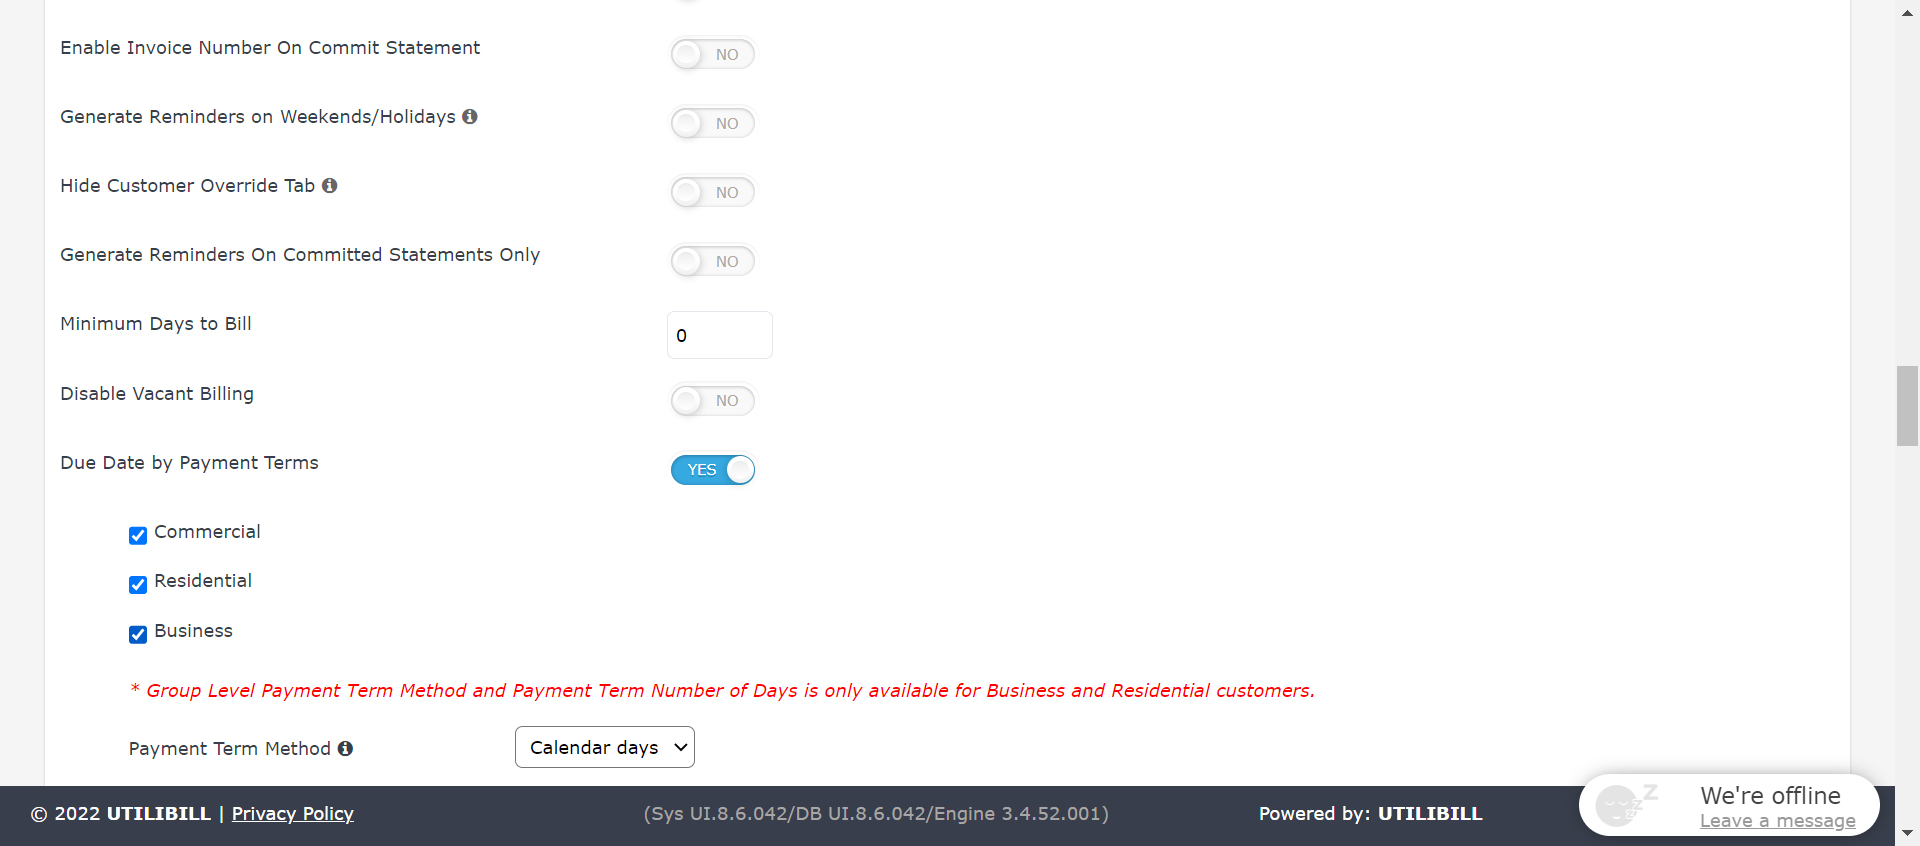 Enable Invoice Number On Commit Statement
NO
Generate Reminders on Weekends/Holidays
NO
Hide Customer Override Tab
NO
Generate Reminders On Committed Statements Only
NO
Minimum Days to Bill
0
Disable Vacant Billing
NO
Due Date by Payment Terms
YES
Commercial
Residential
Business
* Group Level Payment Term Method and Payment Term Number of Days is only available for Business and Residential customers.
Payment Term Method
Calendar days
© 2022 UTILIBILL | Privacy Policy
(Sys UI.8.6.042/DB UI.8.6.042/Engine 3.4.52.001)
Powered by: UTILIBILL
We're offline
Leave a message